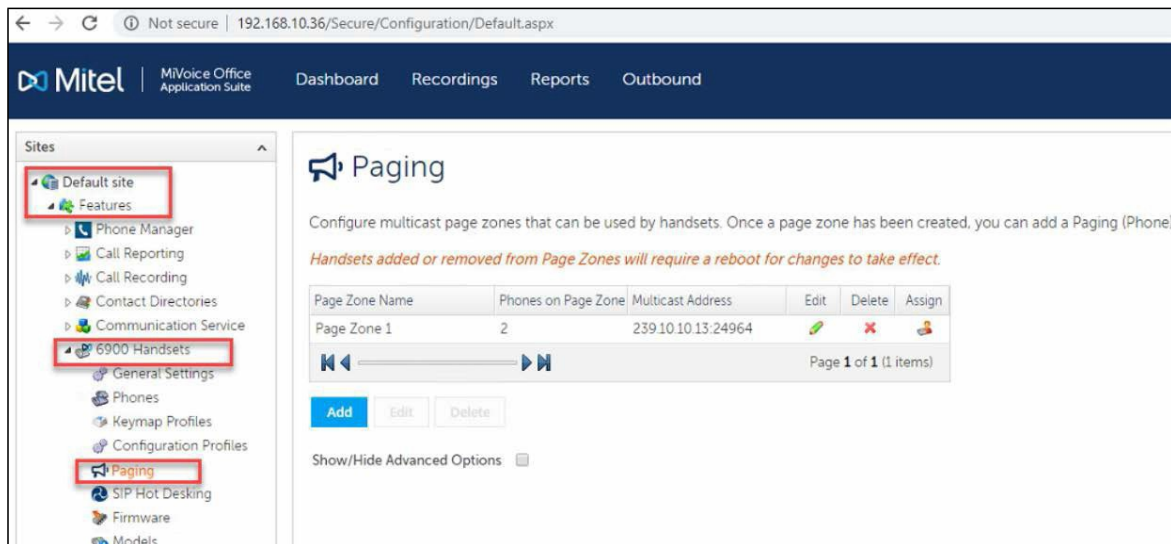 Not secure | 192.168.10.36/Secure/Configuration/Default.aspx
Mitel | MiVoice Office Application Suite
Dashboard Recordings Reports Outbound
Sites
Default site
Features
Phone Manager
Call Reporting
Call Recording
Contact Directories
Communication Service
6900 Handsets
General Settings
Phones
Keymap Profiles
Configuration Profiles
Paging
SIP Hot Desking
Firmware
Models
Paging
Configure multicast page zones that can be used by handsets. Once a page zone has been created, you can add a Paging (Phone)
Handsets added or removed from Page Zones will require a reboot for changes to take effect.
Page Zone Name Phones on Page Zone Multicast Address Edit Delete Assign
Page Zone 1 2 239.10.10.13:24964
Page 1 of 1 (1 items)
Add Edit Delete
Show/Hide Advanced Options